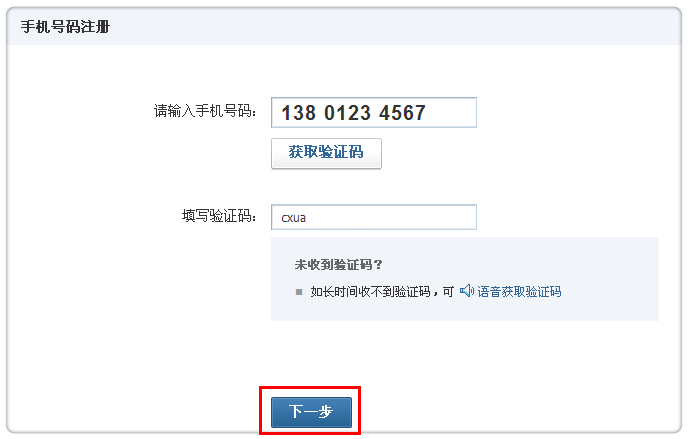 手机号码注册
请输入手机号码： 138 0123 4567
获取验证码
填写验证码： cxua
未收到验证码？
■ 如长时间收不到验证码，可 语音获取验证码
下一步